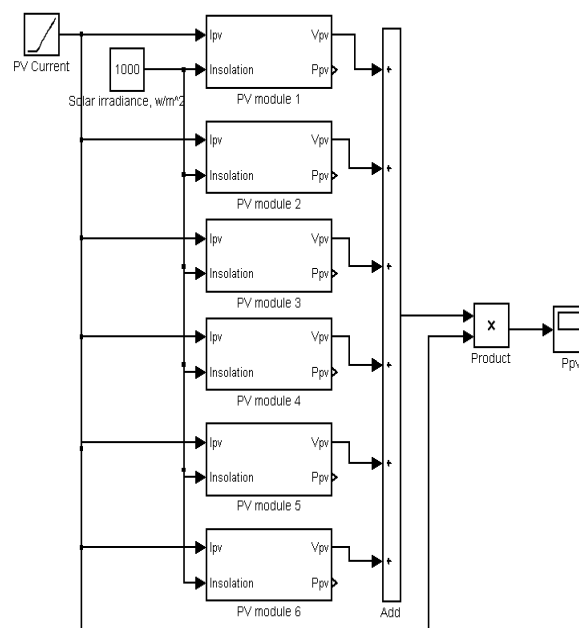 PV Current
1000
Solar irradiance, w/m^2
Ipv
Vpv
Insolation
Ppv
PV module 1
+
Ipv
Vpv
Insolation
Ppv
PV module 2
+
Ipv
Vpv
Insolation
Ppv
PV module 3
+
Ipv
Vpv
Insolation
Ppv
PV module 4
+
Ipv
Vpv
Insolation
Ppv
PV module 5
+
Ipv
Vpv
Insolation
Ppv
PV module 6
+
Add
x
Product
Ppv